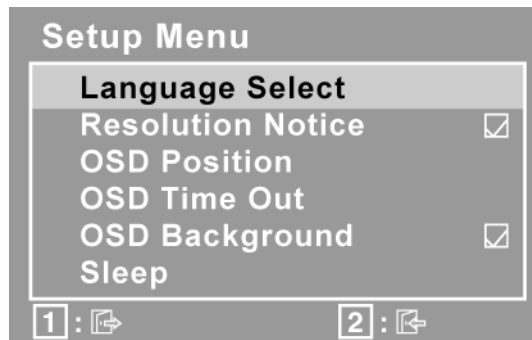 Setup Menu
Language Select
Resolution Notice
OSD Position
OSD Time Out
OSD Background
Sleep
1 : 2 :